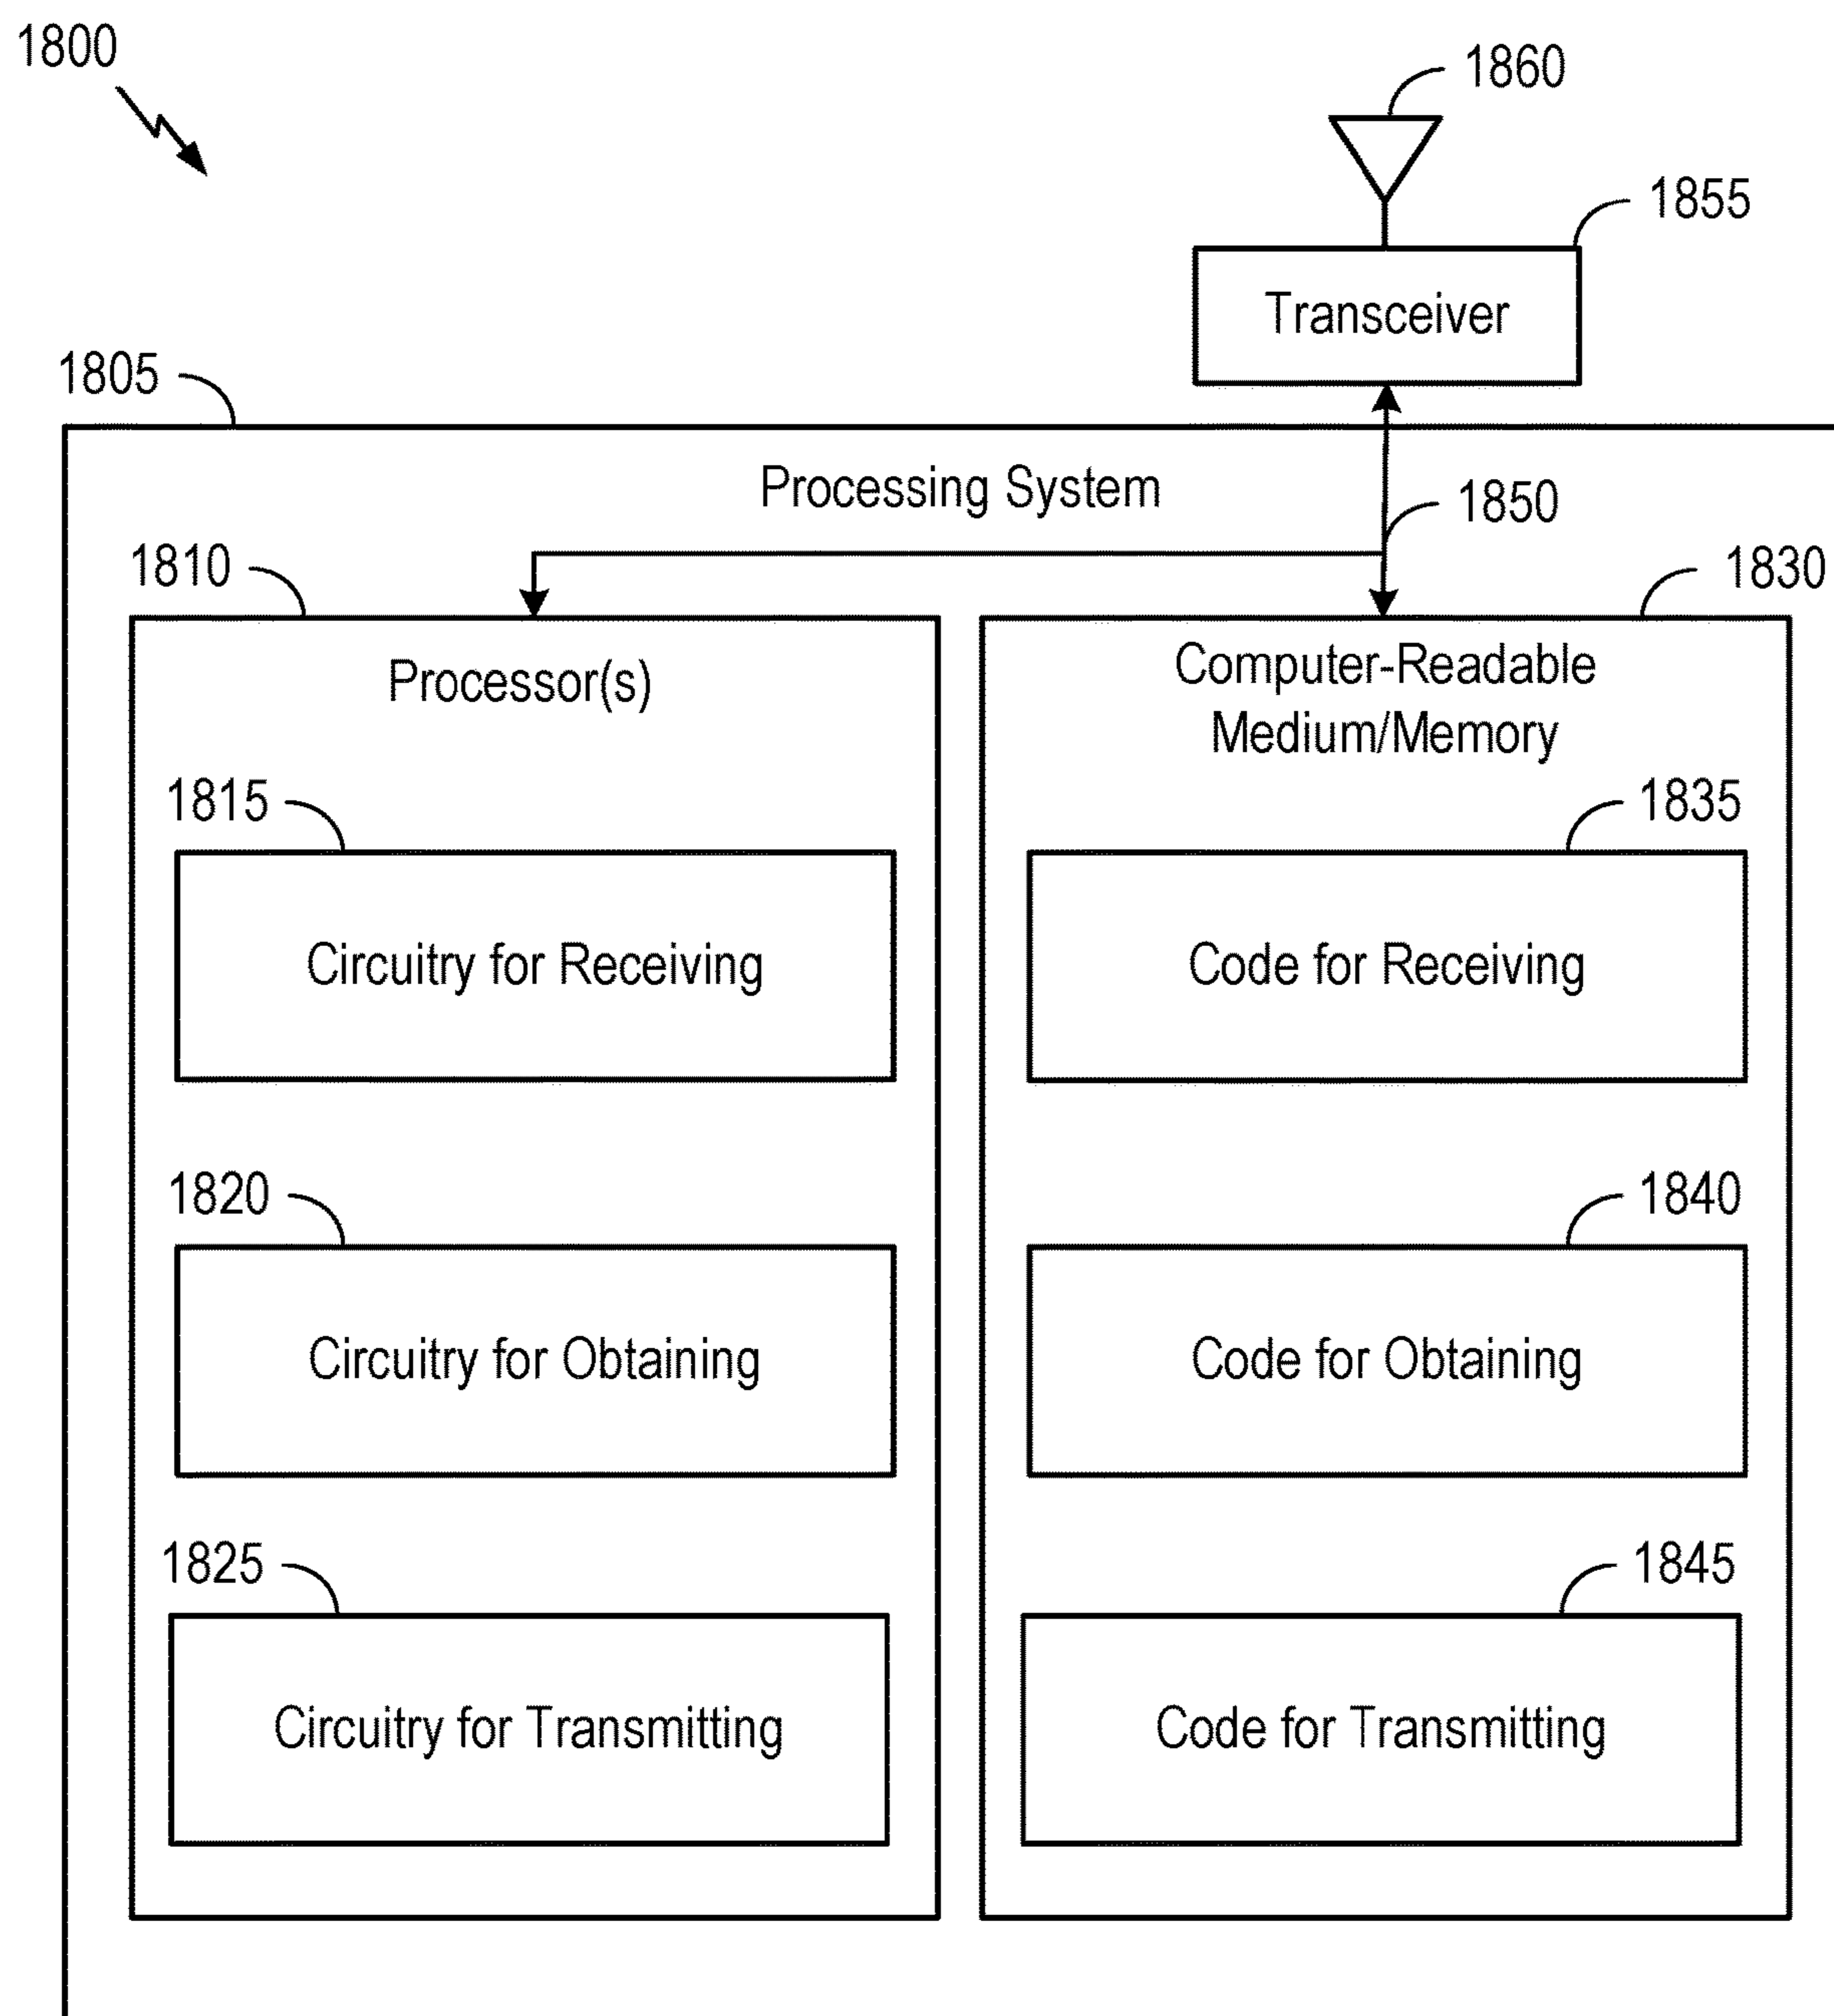 1800
1860
1855
Transceiver
1805
Processing System
1850
1810
1830
Processor(s)
Computer-Readable
Medium/Memory
1815
1835
Circuitry for Receiving
Code for Receiving
1820
1840
Circuitry for Obtaining
Code for Obtaining
1825
1845
Circuitry for Transmitting
Code for Transmitting